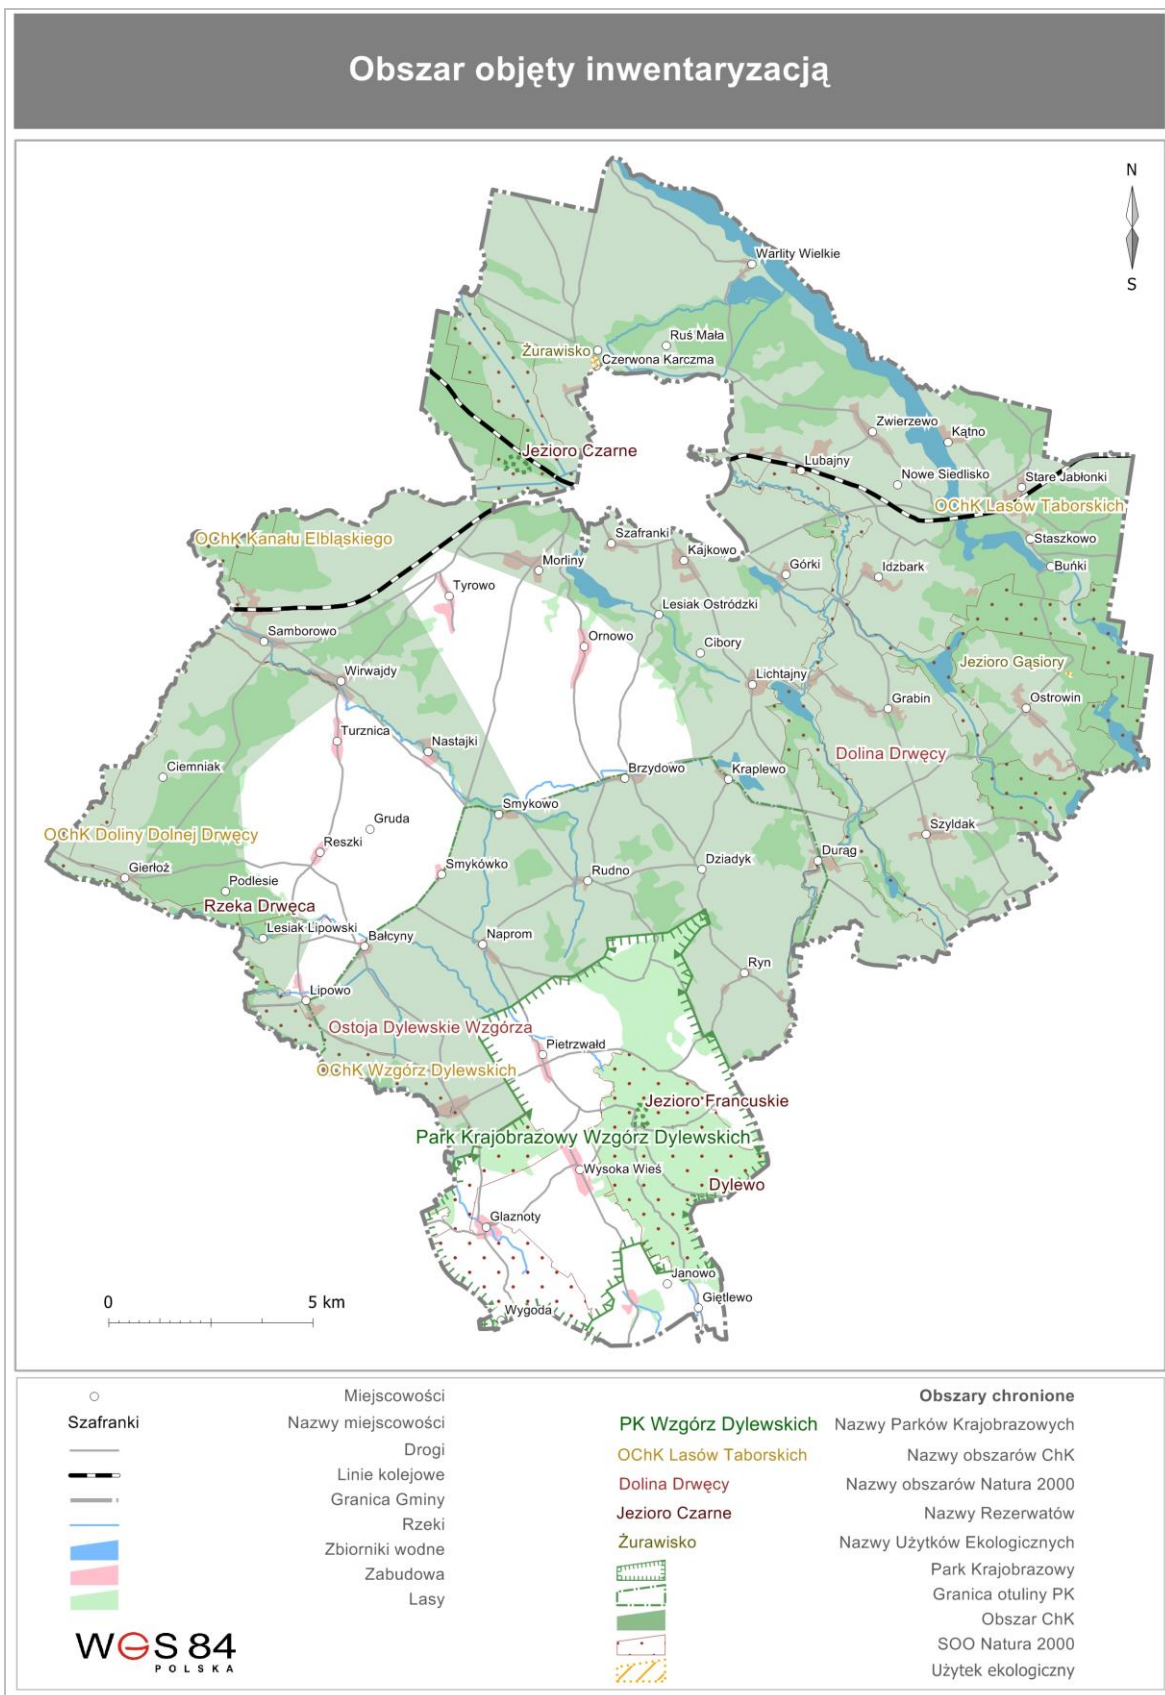 Obszar objęty inwentaryzacją
N
S
Warlity Wielkie
Ruś Mała
Żurawisko
Czerwona Karczma
Zwierzewo
Kątno
Jezioro Czarne
Lubajny
Nowe Siedlisko
Stare Jabłonki
OChK Lasów Taborskich
OChK Kanału Elbląskiego
Szafranki
Staszkowo
Kajkowo
Morliny
Górki
Idzbark
Buńki
Tyrowo
Lesiak Ostródzki
Samborowo
Ornowo
Cibory
Jezioro Gąsiory
Wirwajdy
Lichtajny
Grabin
Ostrowin
Turznica
Nastajki
Dolina Drwęcy
Ciemniak
Brzydowo
Kraplewo
Smykowo
Gruda
Szyldak
OChK Doliny Dolnej Drwęcy
Reszki
Durąg
Gierłoż
Smykówko
Dziadyk
Podlesie
Rudno
Rzeka Drwęca
Lesiak Lipowski
Bałcyny
Naprom
Ryn
Lipowo
Ostoja Dylewskie Wzgórza
Pietrzwałd
OChK Wzgórz Dylewskich
Jezioro Francuskie
Park Krajobrazowy Wzgórz Dylewskich
Wysoka Wieś
Dylewo
Glaznoty
Janowo
Giętlewo
Wygoda
0 5 km
Miejscowości
Szafranki Nazwy miejscowości
Drogi
Linie kolejowe
Granica Gminy
Rzeki
Zbiorniki wodne
Zabudowa
Lasy
WGS 84
POLSKA
Obszary chronione
PK Wzgórz Dylewskich Nazwy Parków Krajobrazowych
OChK Lasów Taborskich Nazwy obszarów ChK
Dolina Drwęcy Nazwy obszarów Natura 2000
Jezioro Czarne Nazwy Rezerwatów
Żurawisko Nazwy Użytków Ekologicznych
Park Krajobrazowy
Granica otuliny PK
Obszar ChK
SOO Natura 2000
Użytek ekologiczny